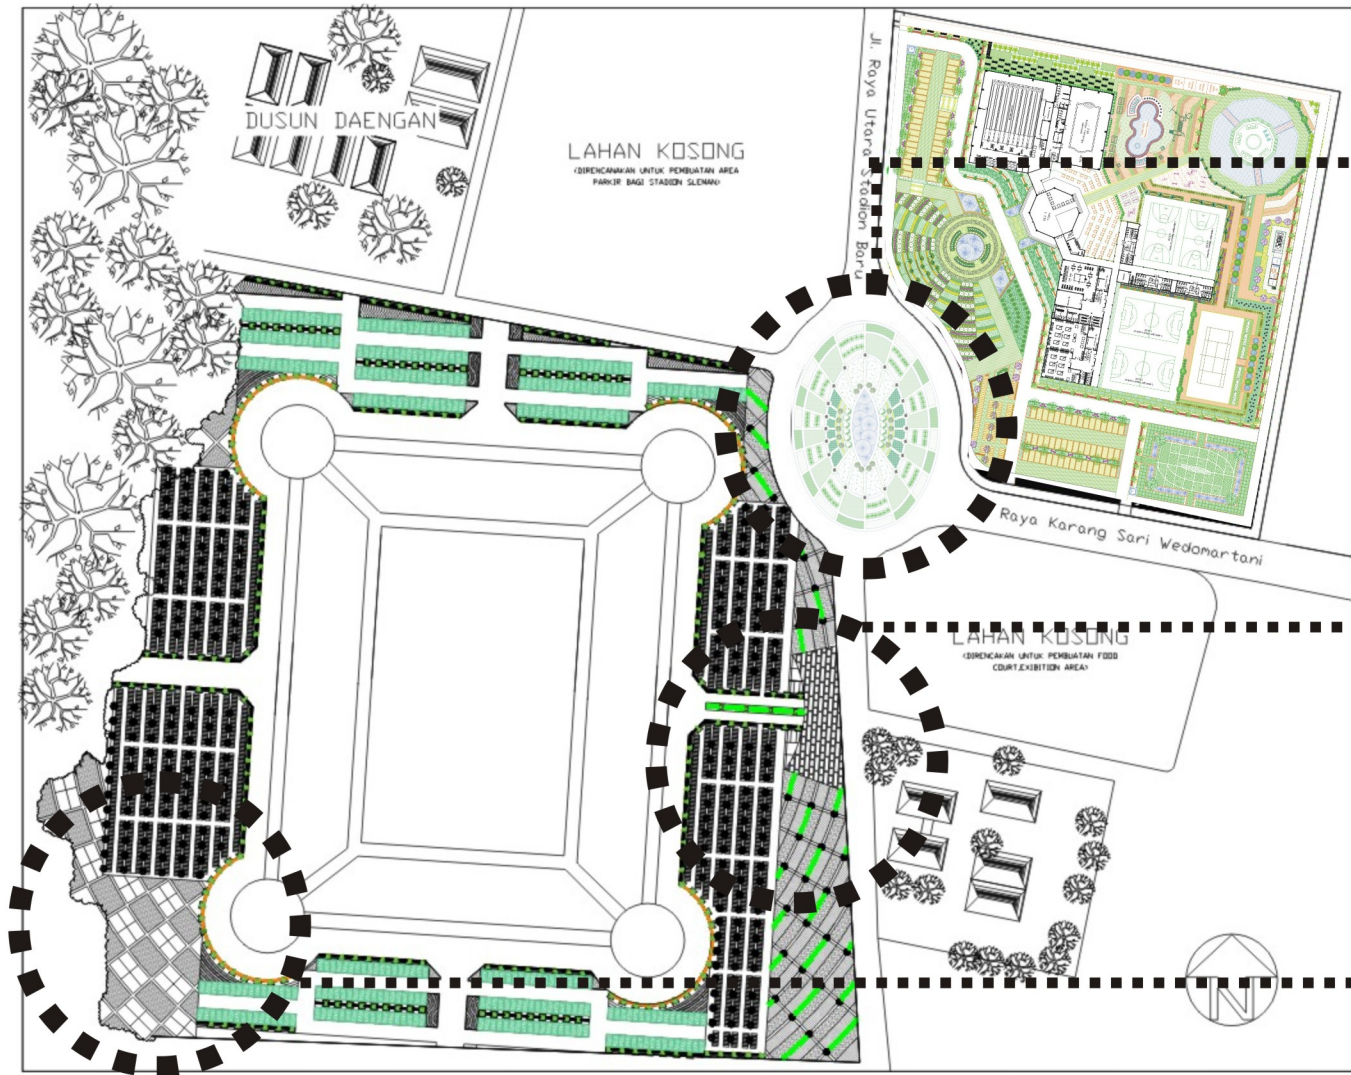 DUSUN DAENGAN
LAHAN KOSONG
(DIRENCANAKAN UNTUK PEMBUATAN AREA
PARKIR BAGI STADION SLEMAN)
Jl. Raya Utara Stadion Baru
Raya Karang Sari Wedomartani
LAHAN KOSONG
(DIRENCAKAN UNTUK PEMBUATAN FOOD
COURT,EXIBITION AREA)
N